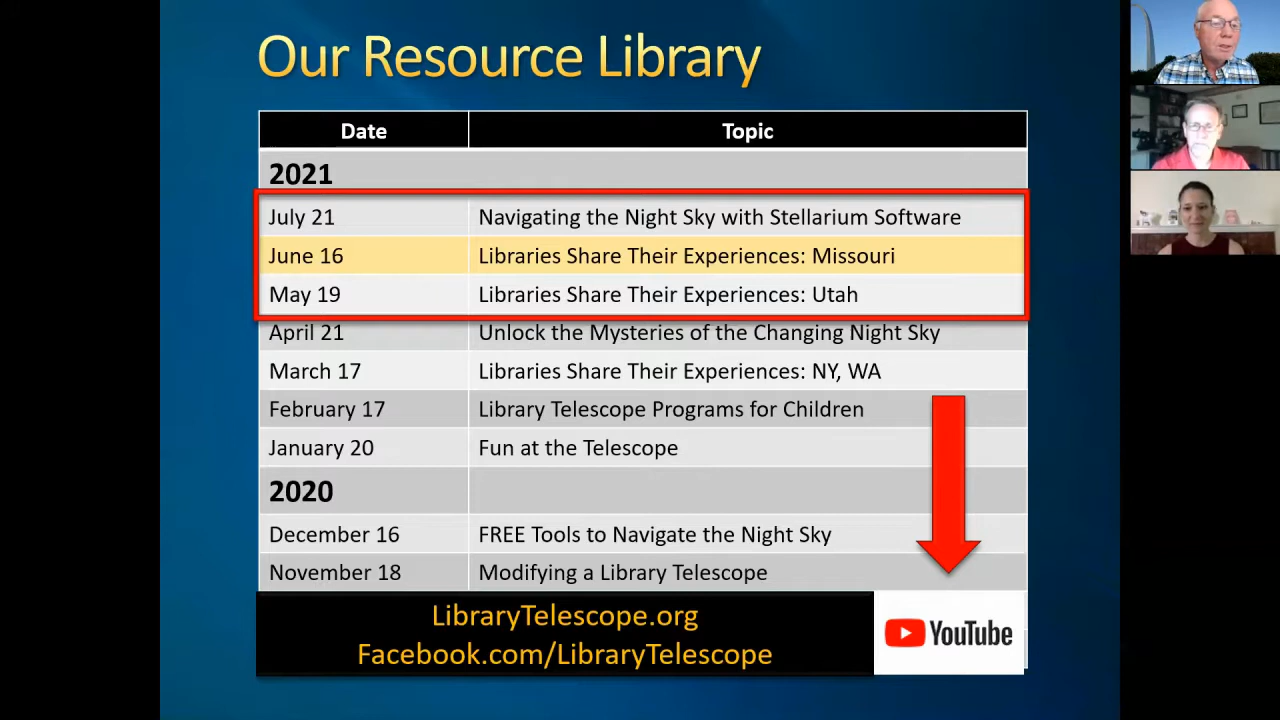 Our Resource Library
Date Topic
2021
July 21 Navigating the Night Sky with Stellarium Software
June 16 Libraries Share Their Experiences: Missouri
May 19 Libraries Share Their Experiences: Utah
April 21 Unlock the Mysteries of the Changing Night Sky
March 17 Libraries Share Their Experiences: NY, WA
February 17 Library Telescope Programs for Children
January 20 Fun at the Telescope
2020
December 16 FREE Tools to Navigate the Night Sky
November 18 Modifying a Library Telescope
LibraryTelescope.org
Facebook.com/LibraryTelescope
YouTube